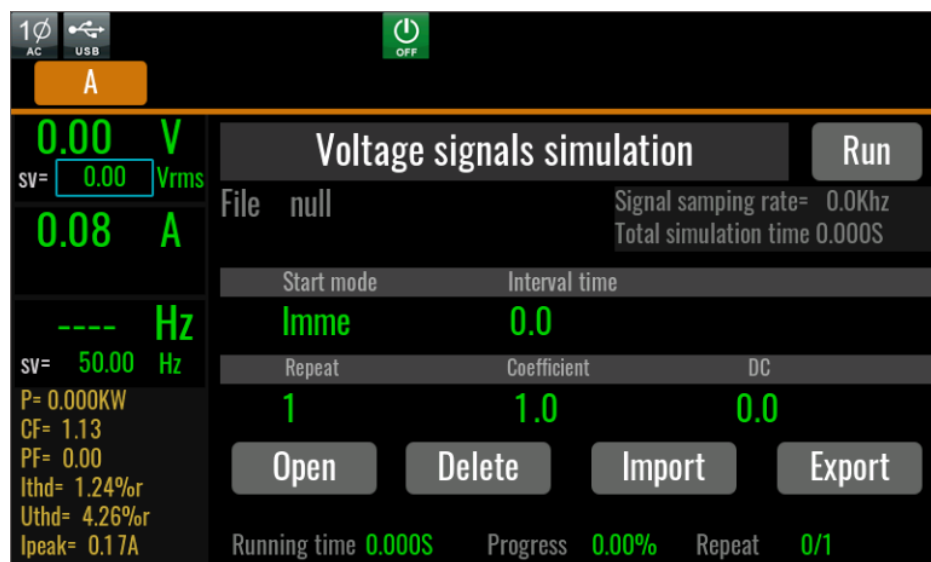 1Ø
AC
USB
OFF
A
0.00 V
sv= 0.00 Vrms
0.08 A
---- Hz
sv= 50.00 Hz
P= 0.000KW
CF= 1.13
PF= 0.00
Ithd= 1.24%r
Uthd= 4.26%r
Ipeak= 0.17A
Voltage signals simulation
Run
File null
Signal samping rate= 0.0Khz
Total simulation time 0.000S
Start mode Interval time
Imme 0.0
Repeat Coefficient DC
1 1.0 0.0
Open Delete Import Export
Running time 0.000S Progress 0.00% Repeat 0/1